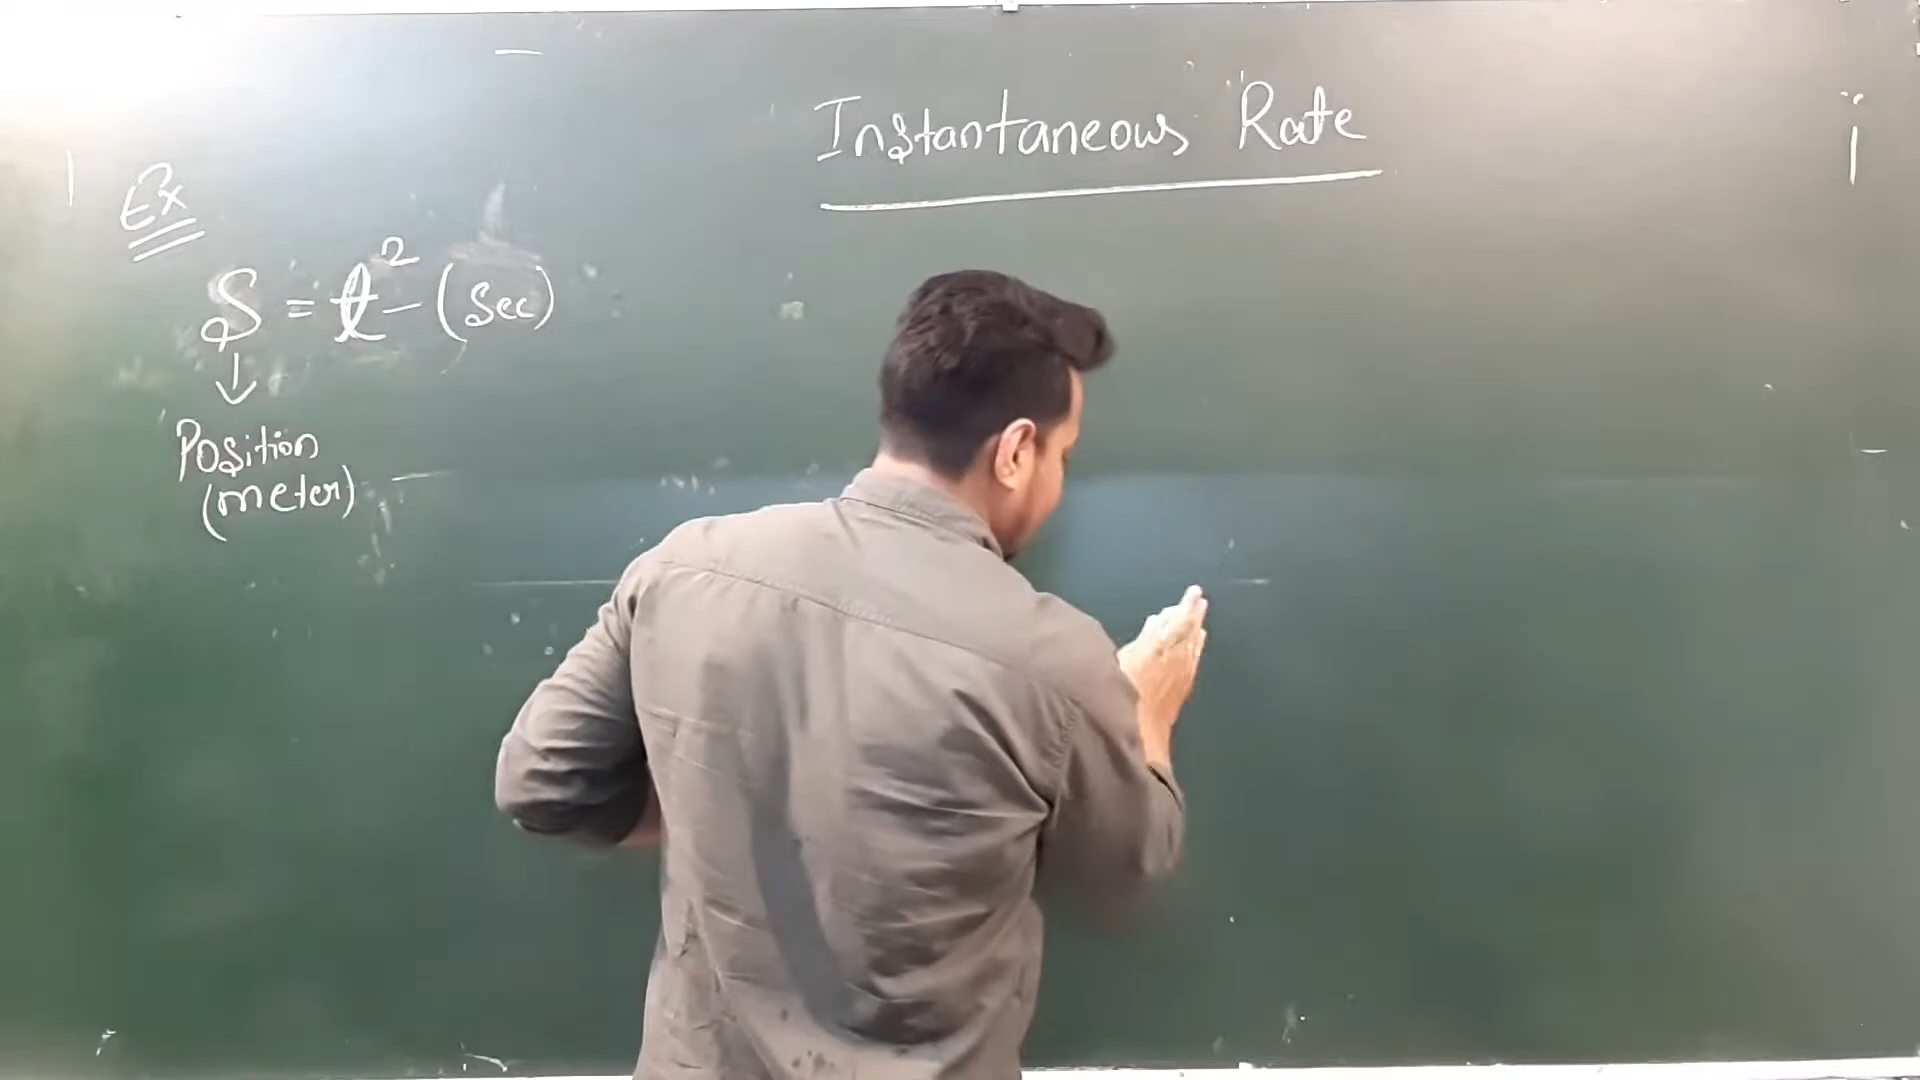 Instantaneous Rate
Ex
S = t² – (Sec)
↓
Position
(meter)